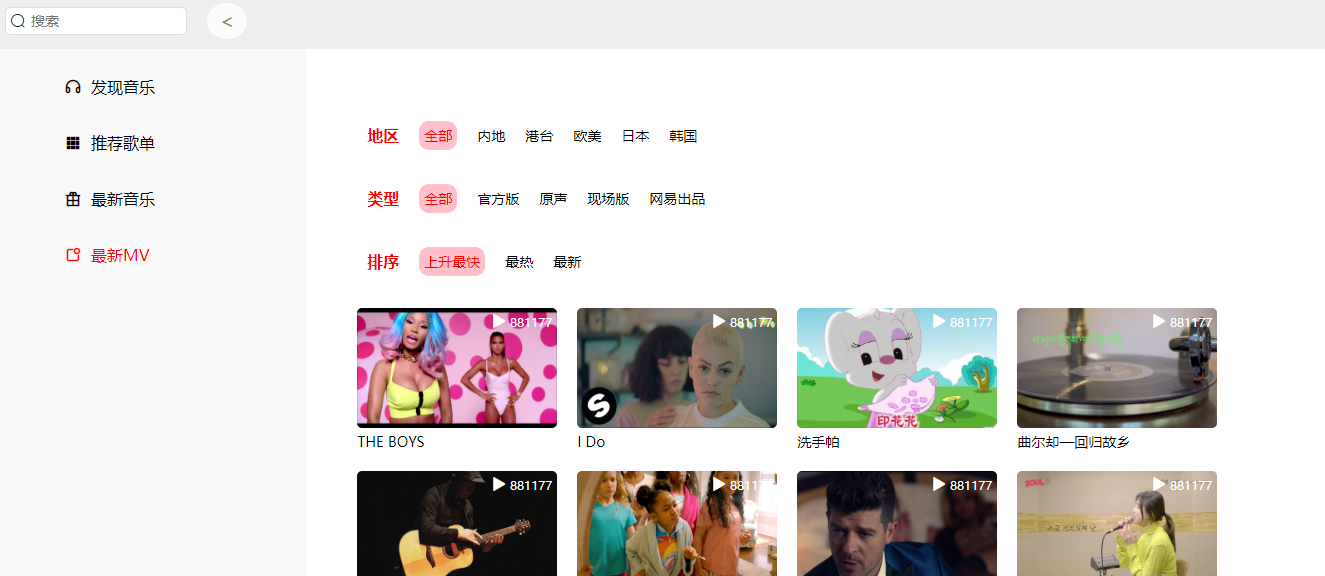 搜索 <
发现音乐
推荐歌单
最新音乐
最新MV
地区 全部 内地 港台 欧美 日本 韩国
类型 全部 官方版 原声 现场版 网易出品
排序 上升最快 最热 最新
881177 881177 881177 881177
印花花
THE BOYS I Do 洗手帕 曲尔却—回归故乡
881177 881177 881177 881177
SOUL